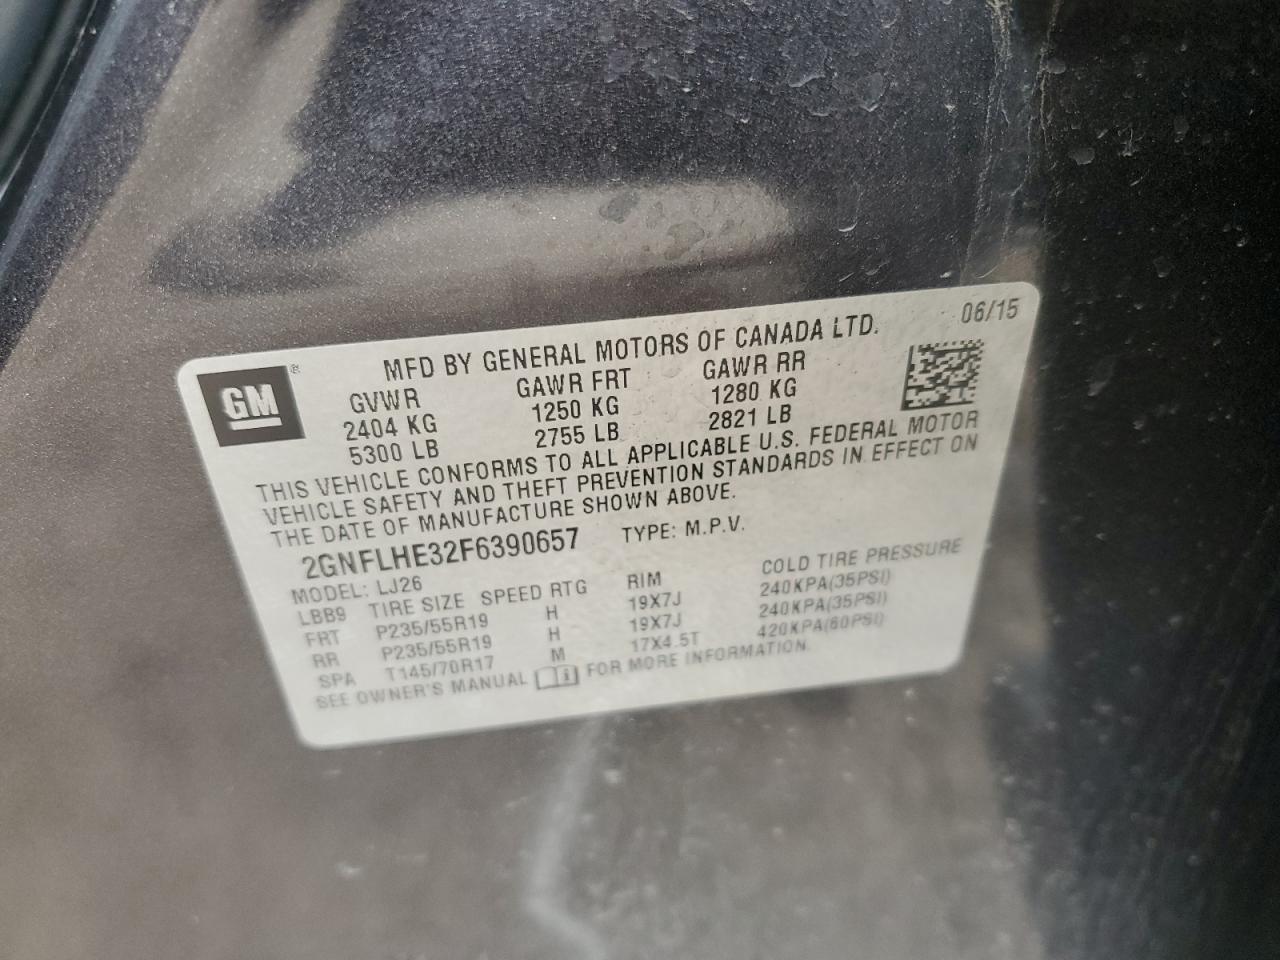 06/15
GM®
MFD BY GENERAL MOTORS OF CANADA LTD.
GVWR GAWR FRT GAWR RR
2404 KG 1250 KG 1280 KG
5300 LB 2755 LB 2821 LB
THIS VEHICLE CONFORMS TO ALL APPLICABLE U.S. FEDERAL MOTOR
VEHICLE SAFETY AND THEFT PREVENTION STANDARDS IN EFFECT ON
THE DATE OF MANUFACTURE SHOWN ABOVE.
2GNFLHE32F6390657 TYPE: M.P.V.
MODEL: LJ26
LBB9 TIRE SIZE SPEED RTG RIM COLD TIRE PRESSURE
FRT P235/55R19 H 19X7J 240KPA(35PSI)
RR P235/55R19 H 19X7J 240KPA(35PSI)
SPA T145/70R17 M 17X4.5T 420KPA(60PSI)
SEE OWNER'S MANUAL FOR MORE INFORMATION.